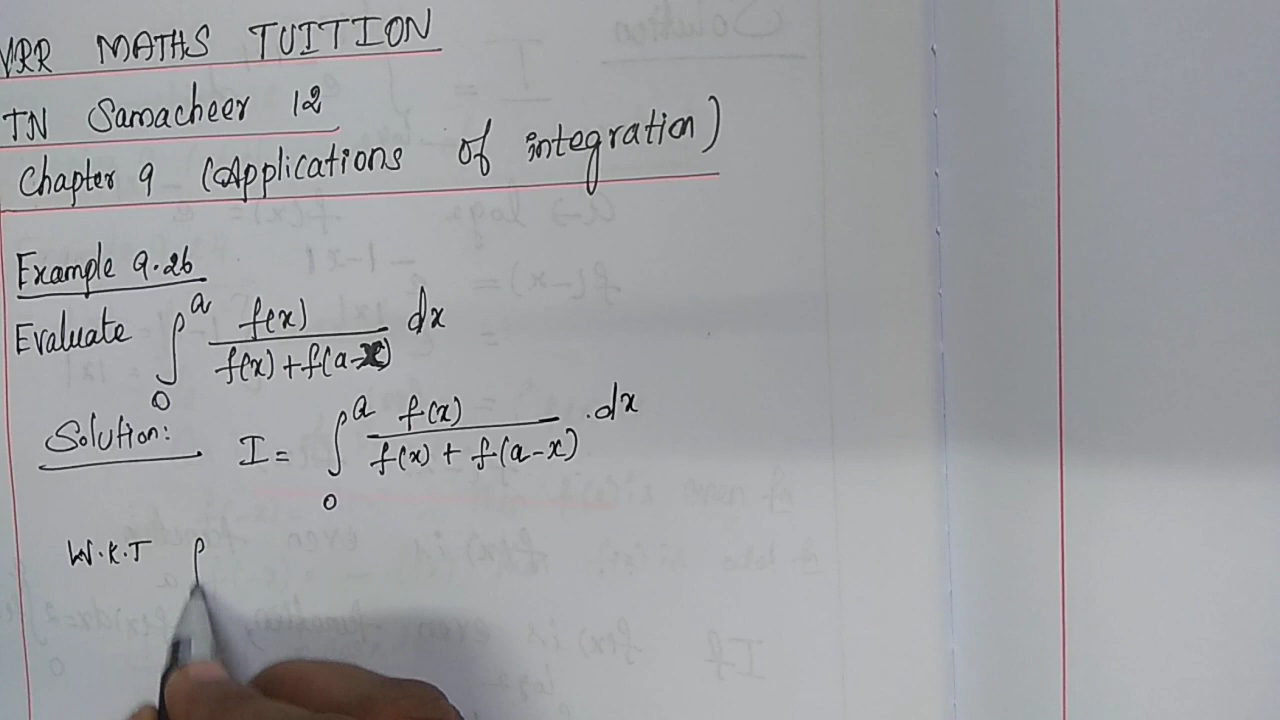 VRR MATHS TUITION
TN Samacheer 12
Chapter 9 (Applications of integration)
Example 9.26
Evaluate ∫₀ᵃ f(x) / (f(x)+f(a-x)) dx
Solution: I = ∫₀ᵃ f(x) / (f(x) + f(a-x)) .dx
W.K.T ∫